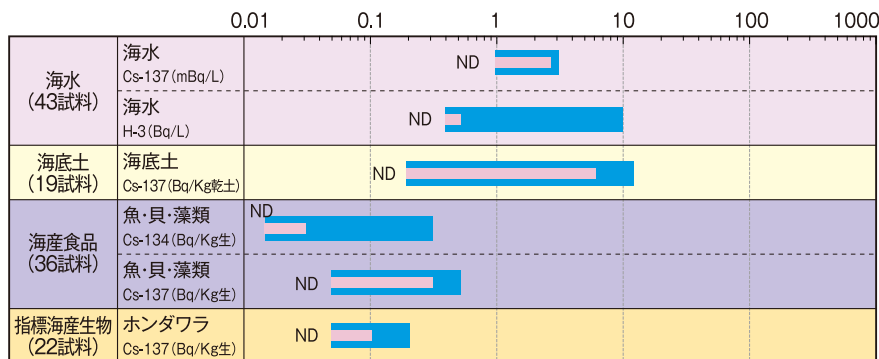 0.01 0.1 1 10 100 1000
海水
(43試料)
海水
Cs-137(mBq/L)
ND
海水
H-3(Bq/L)
ND
海底土
(19試料)
海底土
Cs-137(Bq/Kg乾土)
ND
海産食品
(36試料)
魚・貝・藻類
Cs-134(Bq/Kg生)
ND
魚・貝・藻類
Cs-137(Bq/Kg生)
ND
指標海産生物
(22試料)
ホンダワラ
Cs-137(Bq/Kg生)
ND